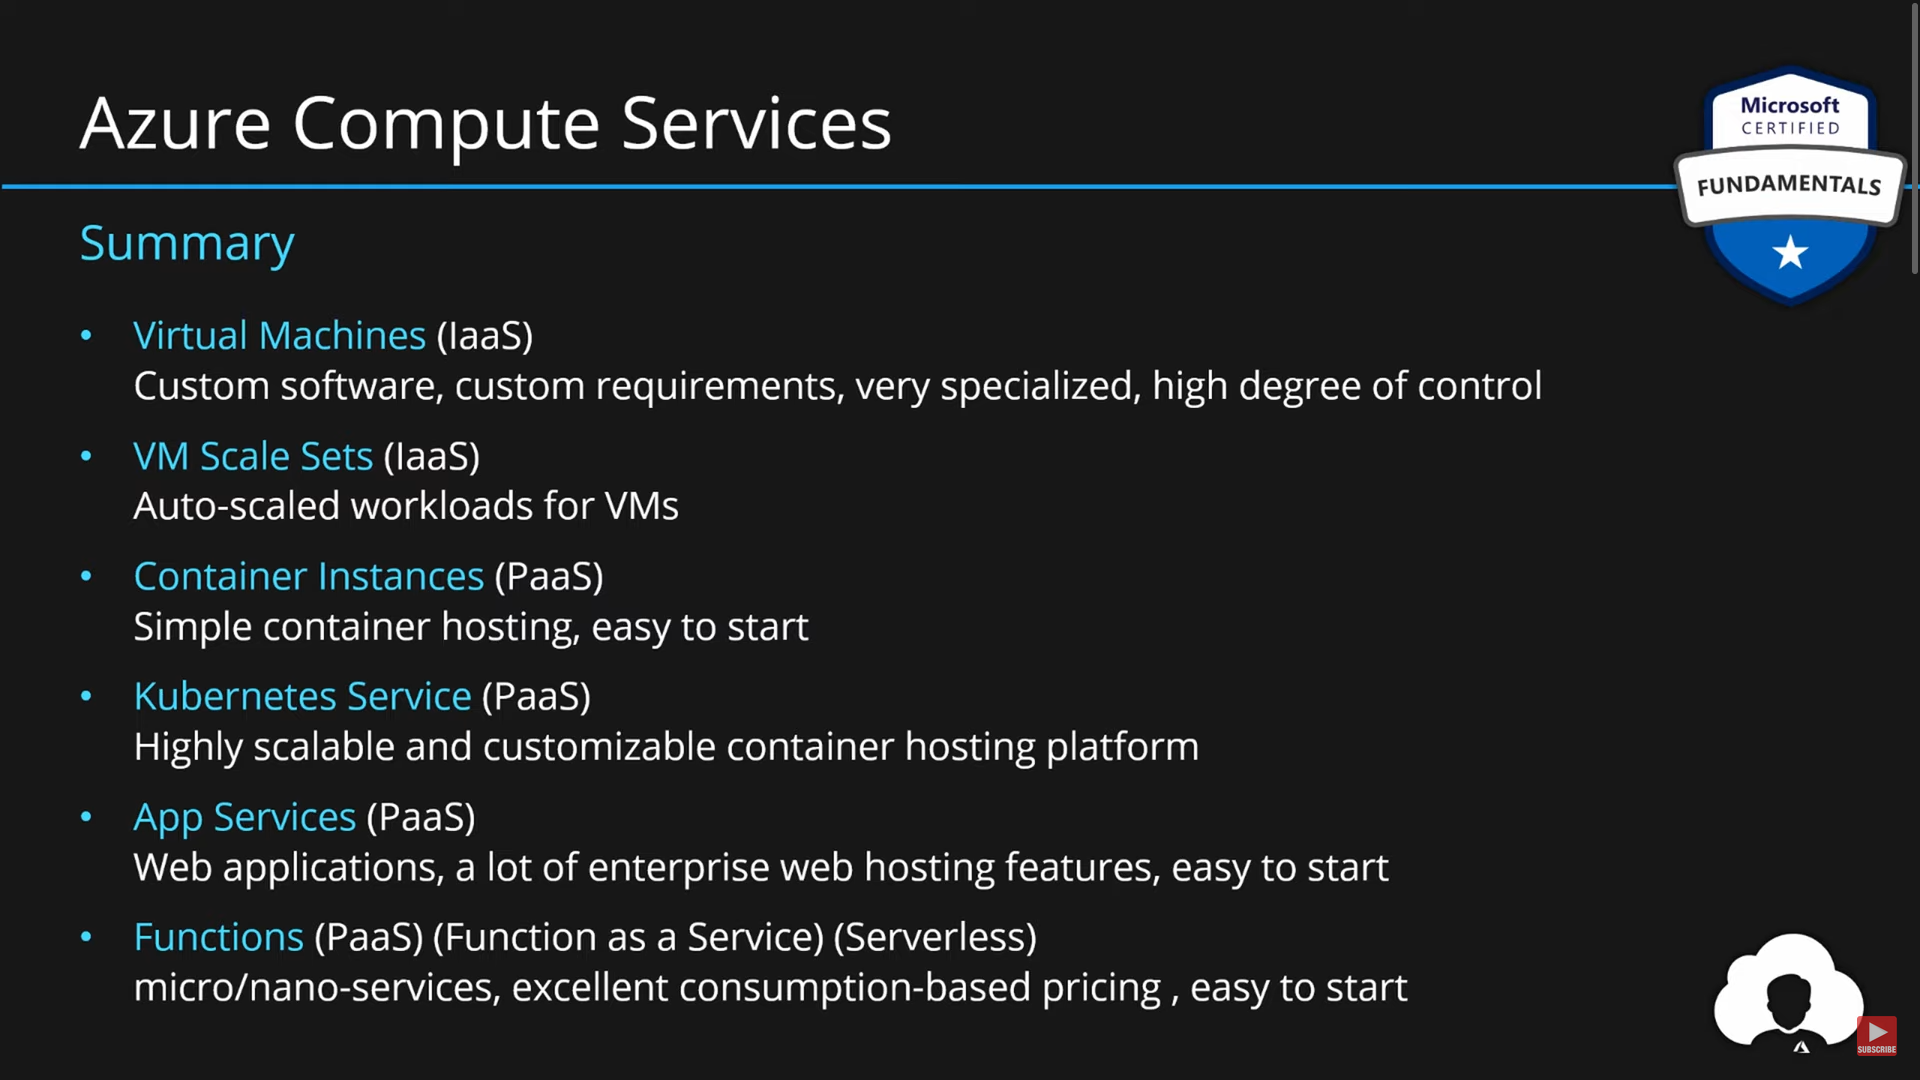 Azure Compute Services
Microsoft
CERTIFIED
FUNDAMENTALS
Summary
• Virtual Machines (IaaS)
Custom software, custom requirements, very specialized, high degree of control
• VM Scale Sets (IaaS)
Auto-scaled workloads for VMs
• Container Instances (PaaS)
Simple container hosting, easy to start
• Kubernetes Service (PaaS)
Highly scalable and customizable container hosting platform
• App Services (PaaS)
Web applications, a lot of enterprise web hosting features, easy to start
• Functions (PaaS) (Function as a Service) (Serverless)
micro/nano-services, excellent consumption-based pricing , easy to start
SUBSCRIBE